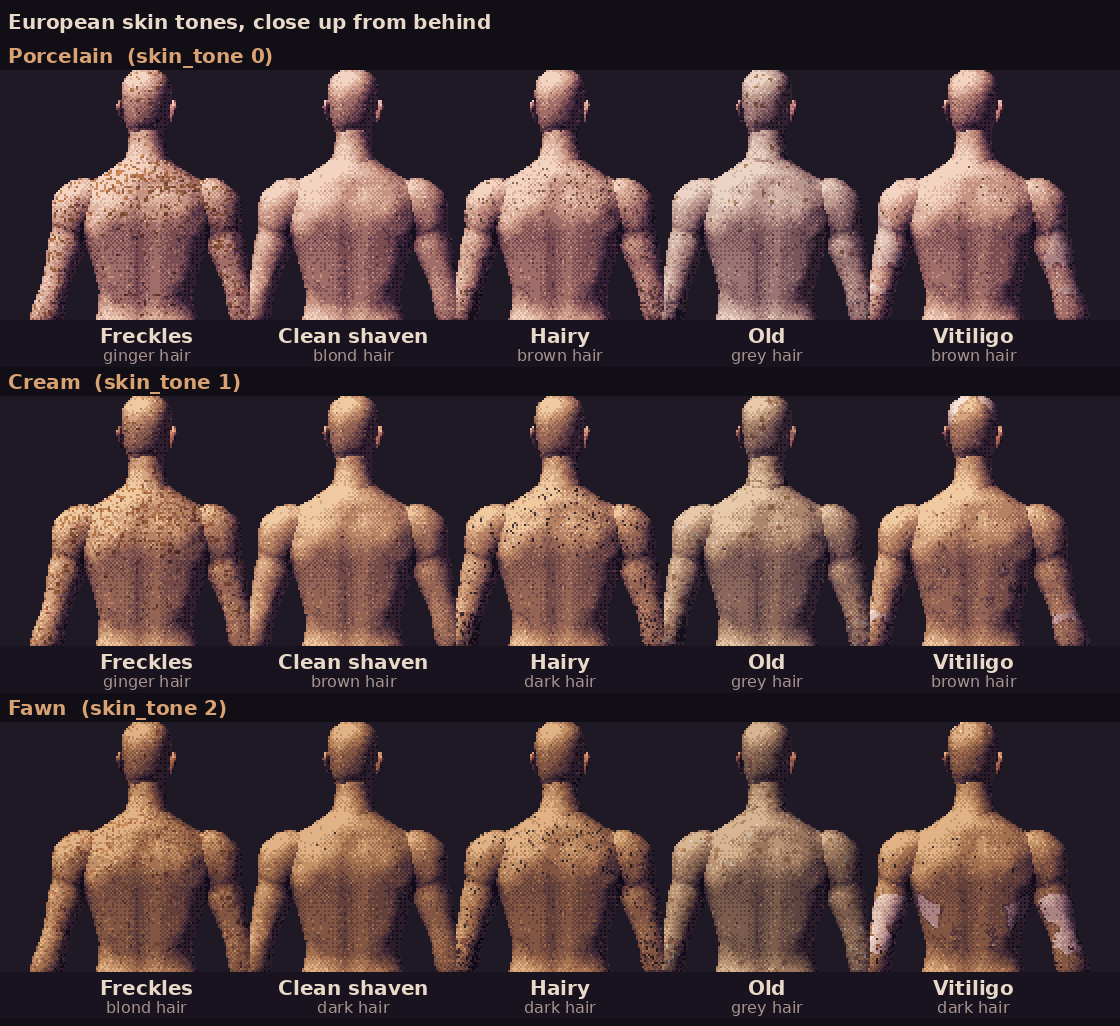 European skin tones, close up from behind
Porcelain (skin_tone 0)
Freckles Clean shaven Hairy Old Vitiligo
ginger hair blond hair brown hair grey hair brown hair
Cream (skin_tone 1)
Freckles Clean shaven Hairy Old Vitiligo
ginger hair brown hair dark hair grey hair brown hair
Fawn (skin_tone 2)
Freckles Clean shaven Hairy Old Vitiligo
blond hair dark hair dark hair grey hair dark hair